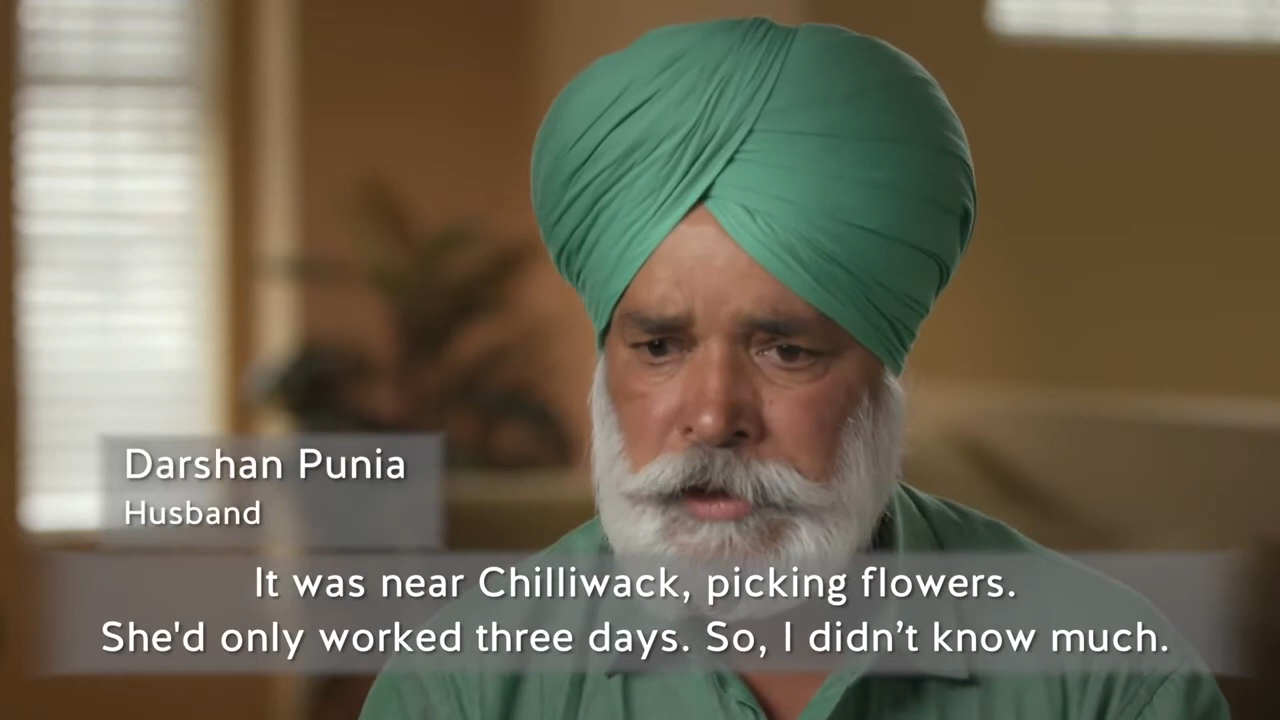 Darshan Punia
Husband
It was near Chilliwack, picking flowers.
She'd only worked three days. So, I didn’t know much.